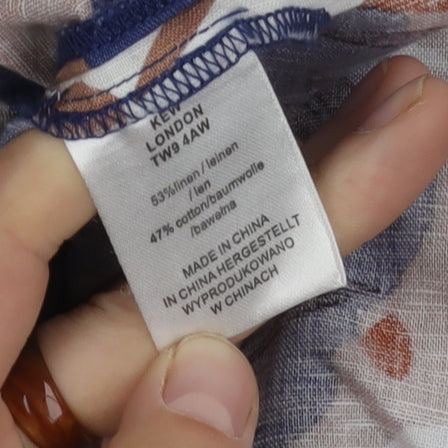 KEW
LONDON
TW9 4AW
53%linen/leinen
/len
47% cotton/baumwolle
/bawełna
MADE IN CHINA
IN CHINA HERGESTELLT
WYPRODUKOWANO
W CHINACH